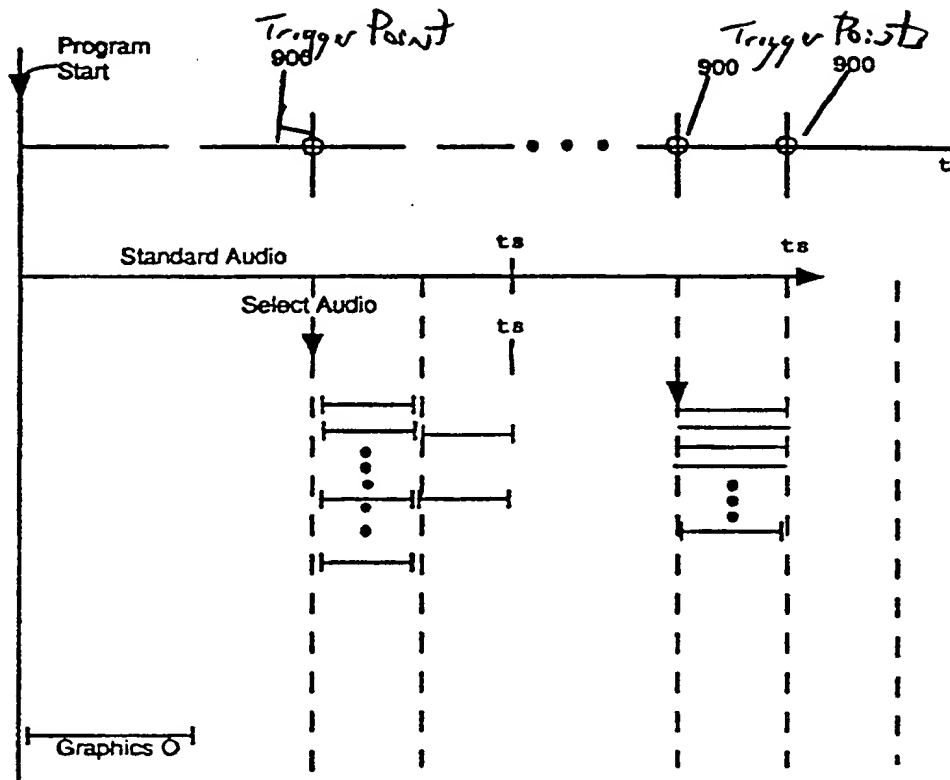 Trigger Point
Trigger Points
Program
Start
900
900
900
t
ts
ts
Standard Audio
Select Audio
ts
Graphics O